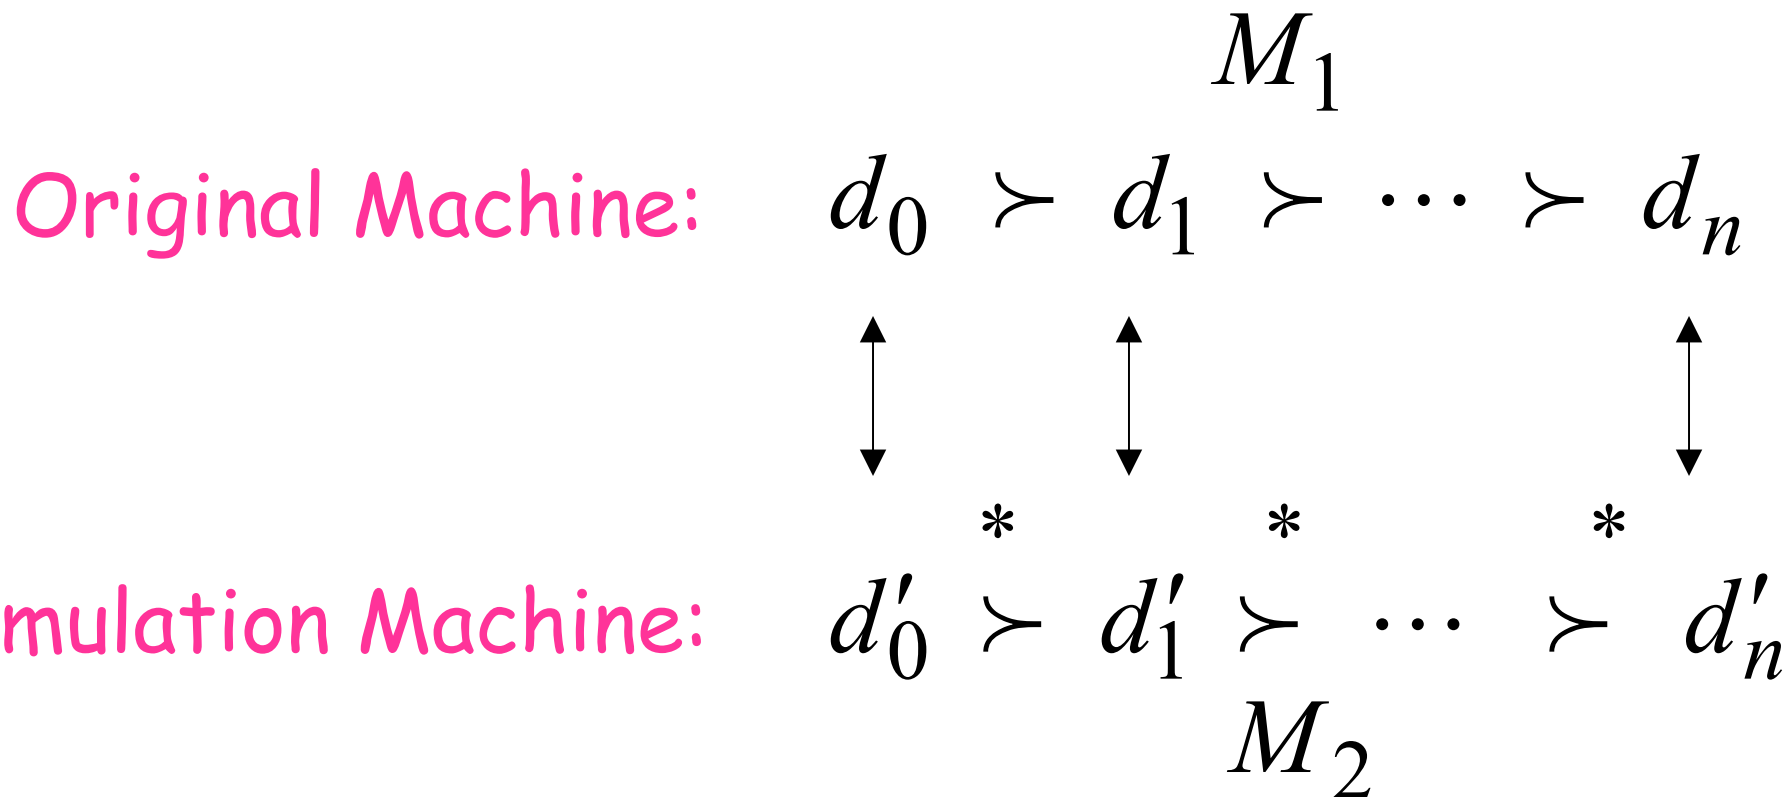 M₁
Original Machine: d₀ ≻ d₁ ≻ ⋯ ≻ dₙ
* * *
mulation Machine: d′₀ ≻ d′₁ ≻ ⋯ ≻ d′ₙ
M₂